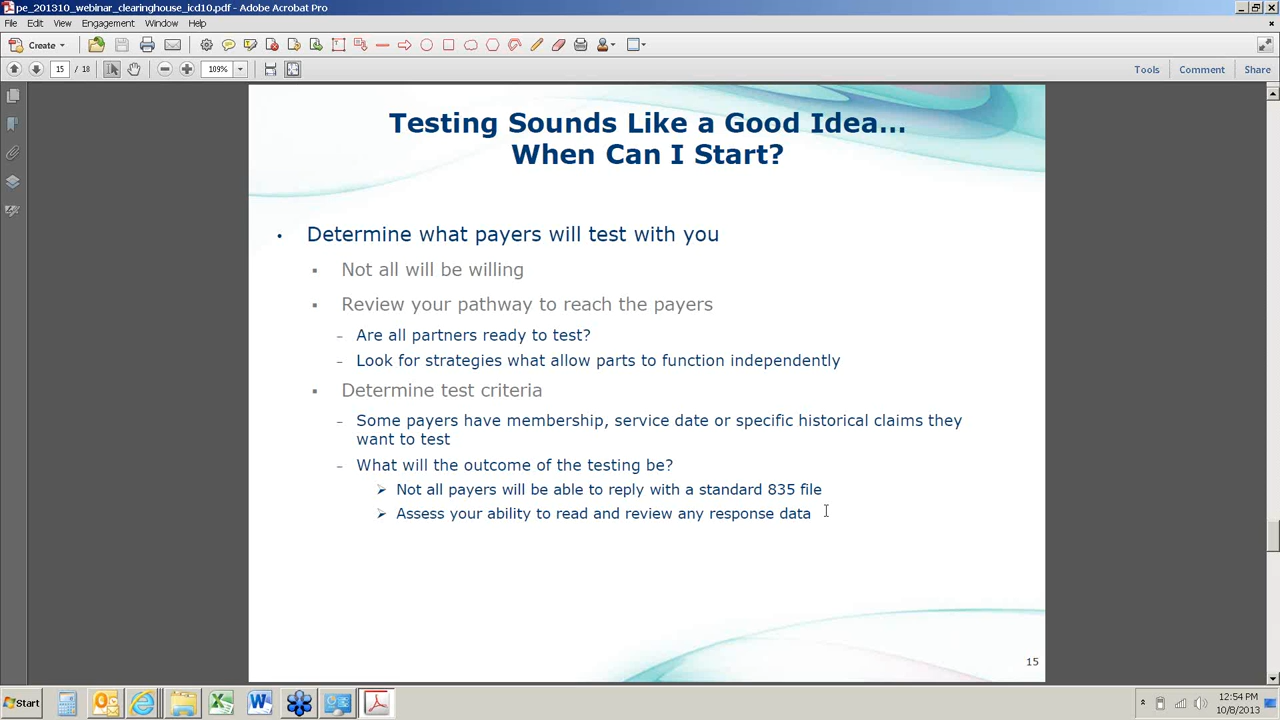 pe_201310_webinar_clearinghouse_icd10.pdf - Adobe Acrobat Pro
File Edit View Engagement Window Help
Create
15 / 18 109% Tools Comment Share
Testing Sounds Like a Good Idea…
When Can I Start?
• Determine what payers will test with you
▪ Not all will be willing
▪ Review your pathway to reach the payers
– Are all partners ready to test?
– Look for strategies what allow parts to function independently
▪ Determine test criteria
– Some payers have membership, service date or specific historical claims they
want to test
– What will the outcome of the testing be?
➢ Not all payers will be able to reply with a standard 835 file
➢ Assess your ability to read and review any response data
15
Start
12:54 PM
10/8/2013